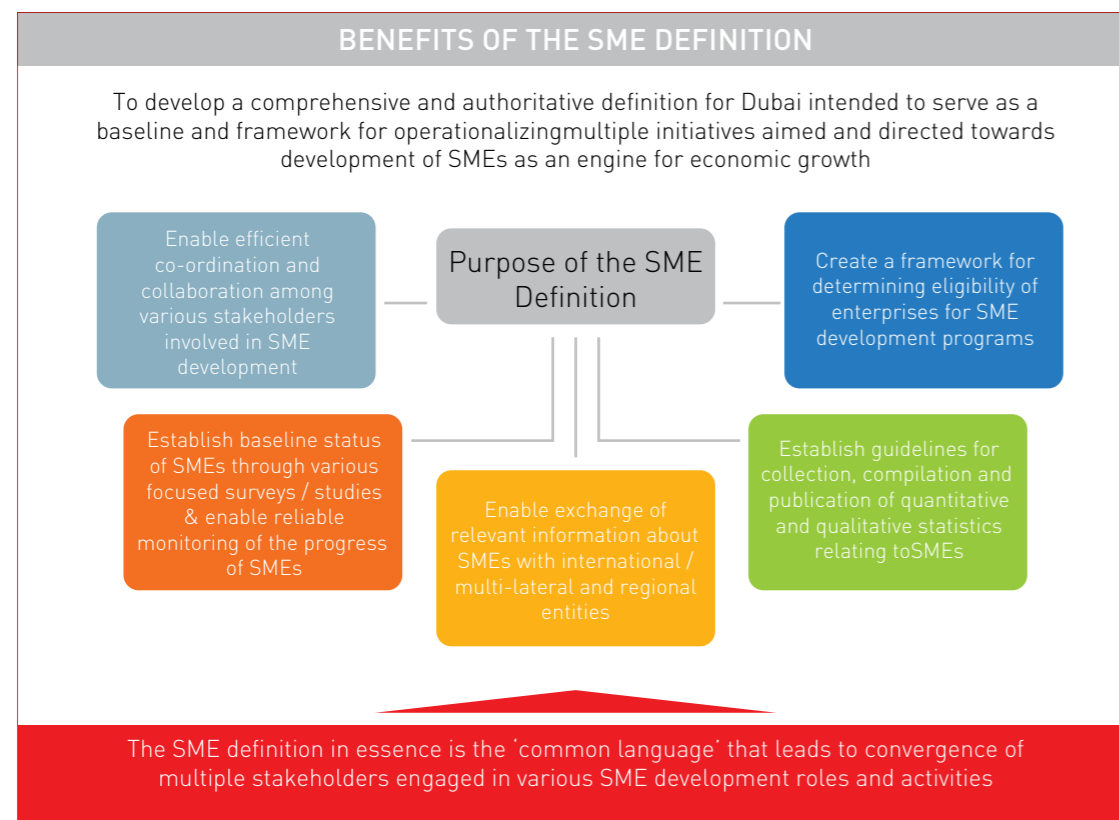 BENEFITS OF THE SME DEFINITION
To develop a comprehensive and authoritative definition for Dubai intended to serve as a
baseline and framework for operationalizingmultiple initiatives aimed and directed towards
development of SMEs as an engine for economic growth
Enable efficient
co-ordination and
collaboration among
various stakeholders
involved in SME
development
Purpose of the SME
Definition
Create a framework for
determining eligibility of
enterprises for SME
development programs
Establish baseline status
of SMEs through various
focused surveys / studies
& enable reliable
monitoring of the progress
of SMEs
Enable exchange of
relevant information about
SMEs with international /
multi-lateral and regional
entities
Establish guidelines for
collection, compilation and
publication of quantitative
and qualitative statistics
relating toSMEs
The SME definition in essence is the ‘common language’ that leads to convergence of
multiple stakeholders engaged in various SME development roles and activities